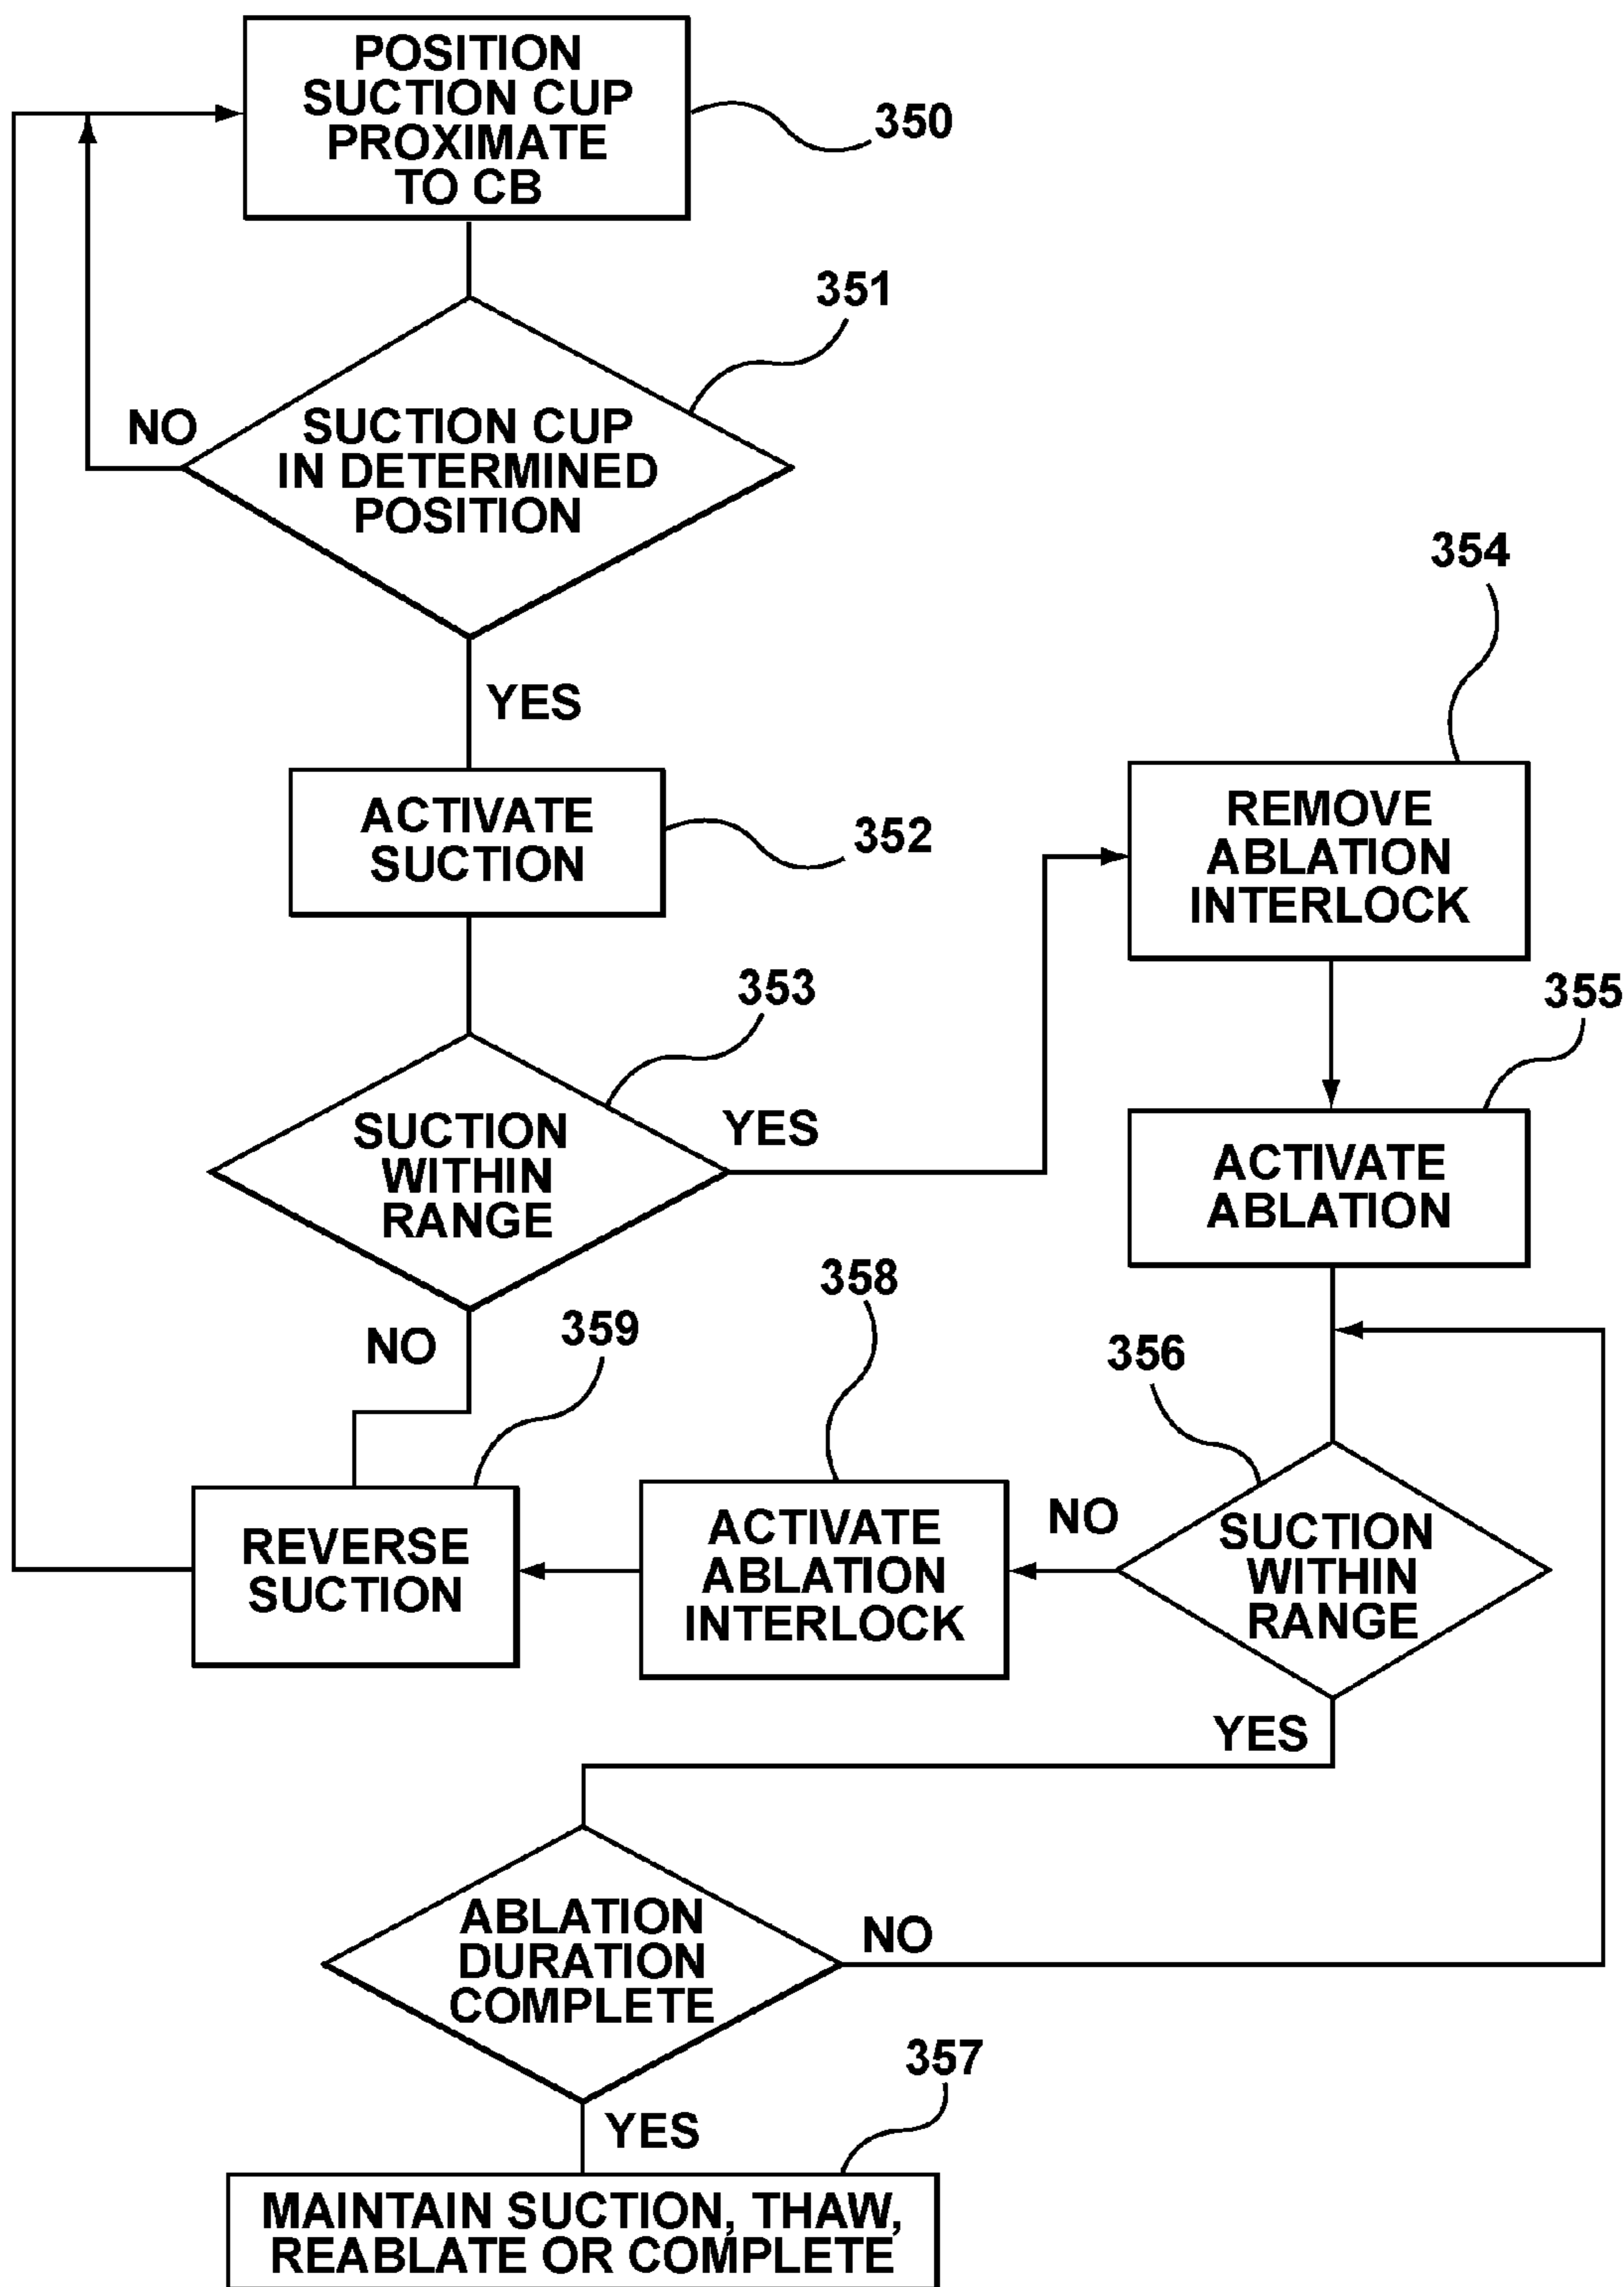 POSITION
SUCTION CUP
PROXIMATE
TO CB
350
351
SUCTION CUP
IN DETERMINED
POSITION
NO
YES
354
ACTIVATE
SUCTION
352
REMOVE
ABLATION
INTERLOCK
353
355
SUCTION
WITHIN
RANGE
YES
NO
ACTIVATE
ABLATION
358
359
356
REVERSE
SUCTION
ACTIVATE
ABLATION
INTERLOCK
NO
SUCTION
WITHIN
RANGE
YES
ABLATION
DURATION
COMPLETE
NO
YES
357
MAINTAIN SUCTION, THAW,
REABLATE OR COMPLETE